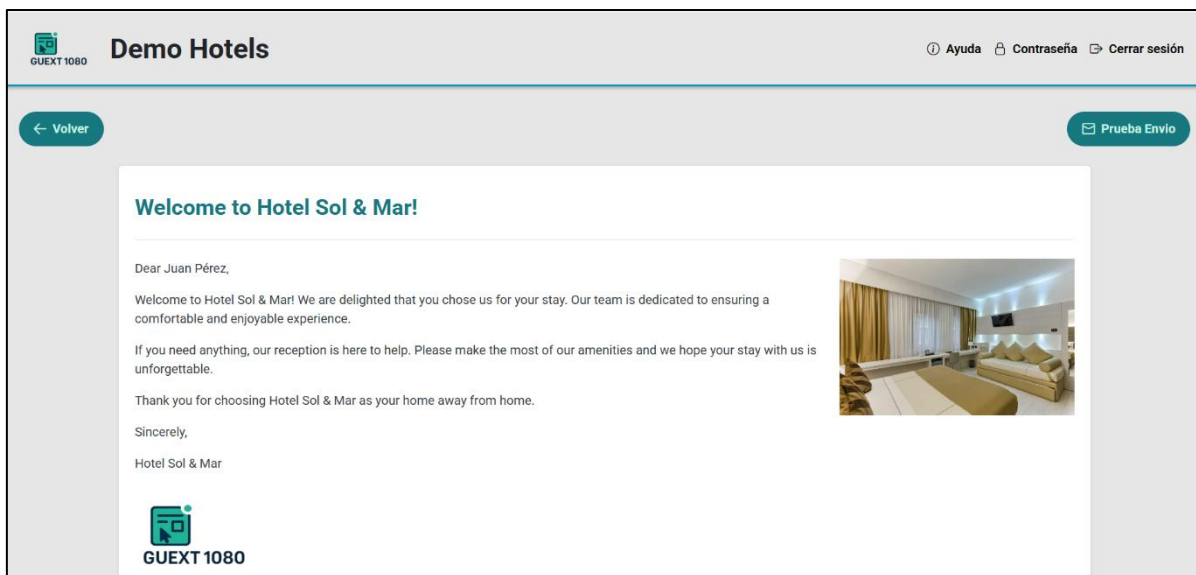 GUEXT 1080
Demo Hotels
Ayuda
Contraseña
Cerrar sesión
Volver
Prueba Envio
Welcome to Hotel Sol & Mar!
Dear Juan Pérez,
Welcome to Hotel Sol & Mar! We are delighted that you chose us for your stay. Our team is dedicated to ensuring a
comfortable and enjoyable experience.
If you need anything, our reception is here to help. Please make the most of our amenities and we hope your stay with us is
unforgettable.
Thank you for choosing Hotel Sol & Mar as your home away from home.
Sincerely,
Hotel Sol & Mar
GUEXT 1080